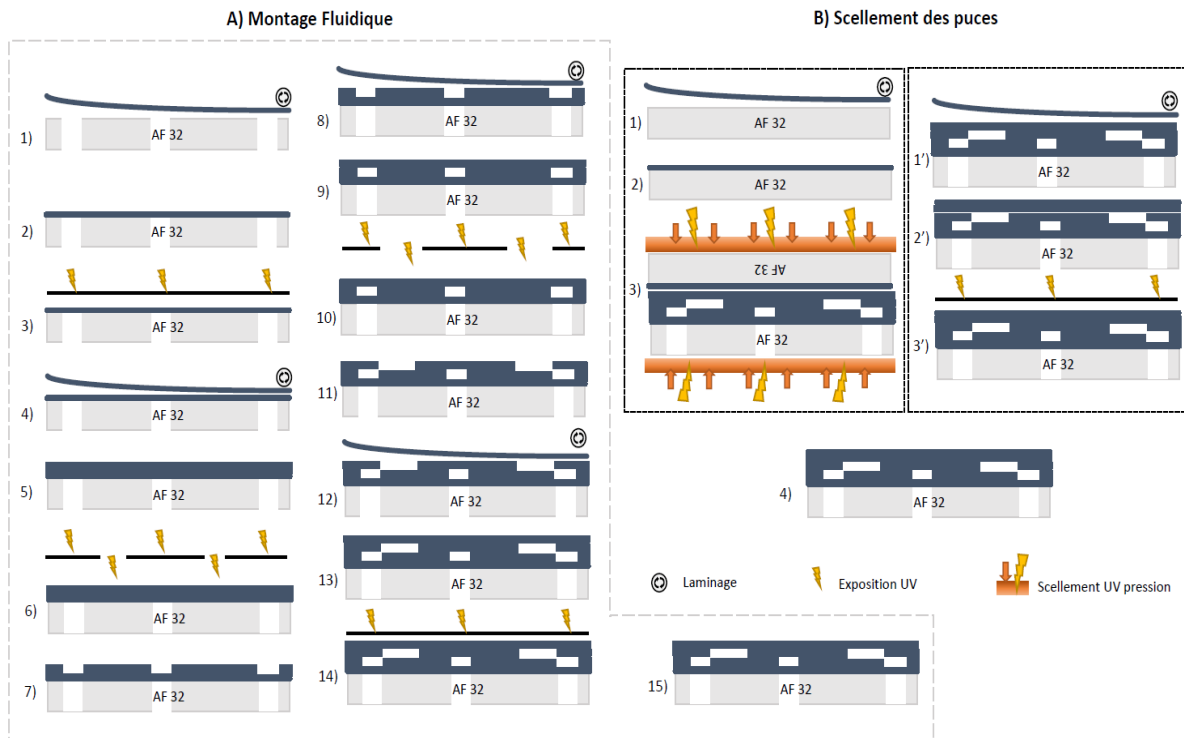 A) Montage Fluidique
1)
AF 32
2)
AF 32
3)
AF 32
4)
AF 32
5)
AF 32
6)
AF 32
7)
AF 32
8)
AF 32
9)
AF 32
10)
AF 32
11)
AF 32
12)
AF 32
13)
AF 32
14)
AF 32
15)
AF 32
B) Scellement des puces
1)
AF 32
2)
AF 32
3)
AF 32
AF 32
1')
AF 32
2')
AF 32
3')
AF 32
4)
AF 32
Laminage
Exposition UV
Scellement UV pression